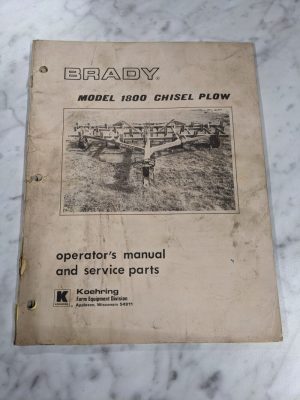 BRADY®
MODEL 1800 CHISEL PLOW
operator's manual
and service parts
K
Koehring
Farm Equipment Division
Appleton, Wisconsin 54911